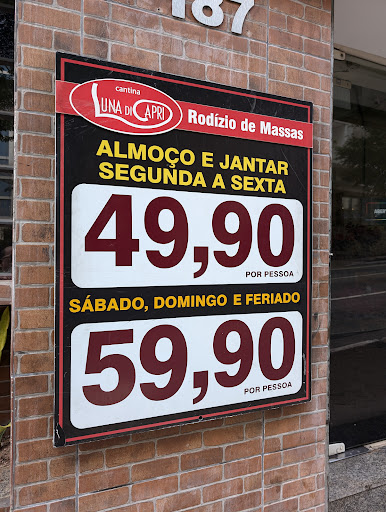 187
cantina
LUNA DI CAPRI
Rodízio de Massas
ALMOÇO E JANTAR
SEGUNDA A SEXTA
49,90
POR PESSOA
SÁBADO, DOMINGO E FERIADO
59,90
POR PESSOA